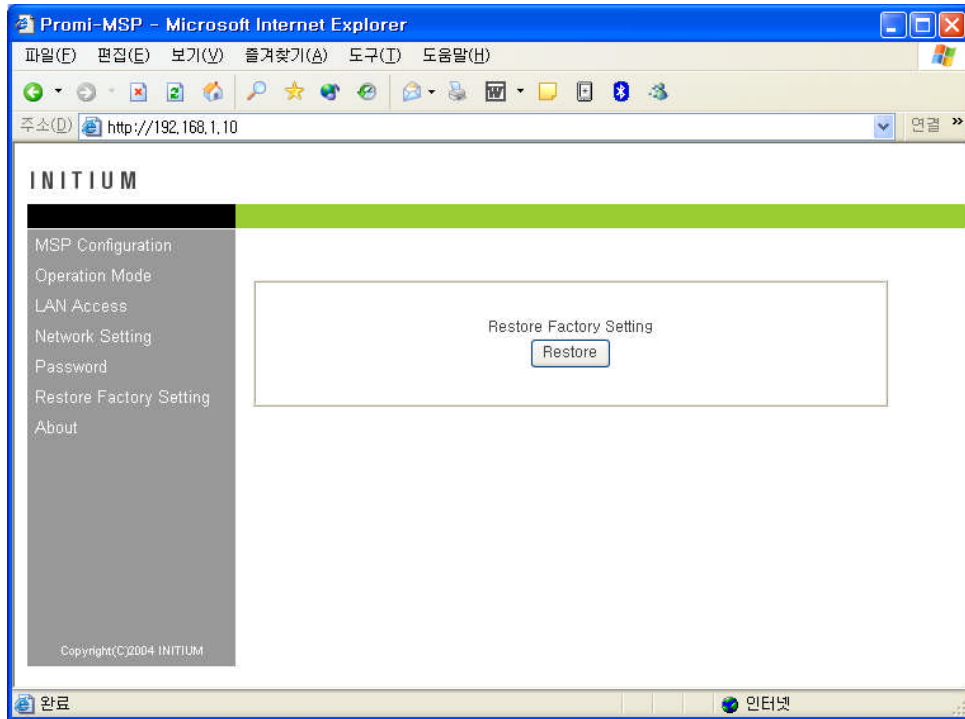 Promi-MSP - Microsoft Internet Explorer
파일(F) 편집(E) 보기(V) 즐겨찾기(A) 도구(T) 도움말(H)
주소(D) http://192.168.1.10 연결 »
INITIUM
MSP Configuration
Operation Mode
LAN Access
Network Setting
Password
Restore Factory Setting
About
Restore Factory Setting
Restore
Copyright(C)2004 INITIUM
완료 인터넷